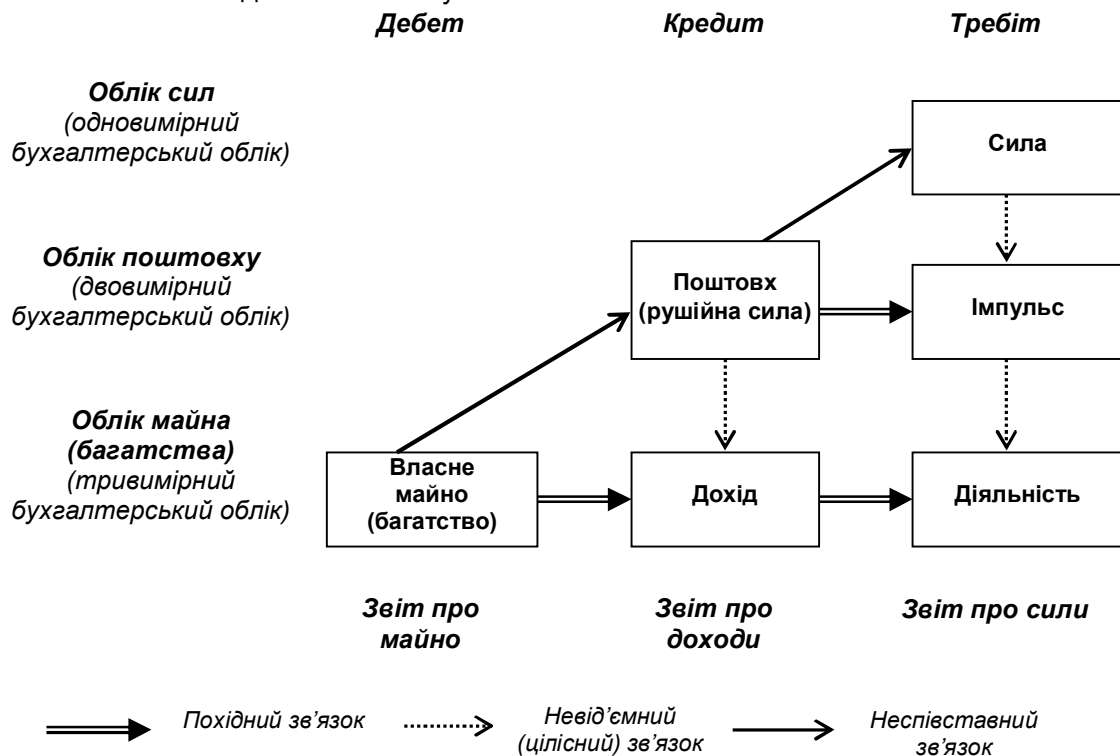 Дебет Кредит Требіт
Облік сил
(одновимірний
бухгалтерський облік)
Сила
Облік поштовху
(двовимірний
бухгалтерський облік)
Поштовх
(рушійна сила)
Імпульс
Облік майна
(багатства)
(тривимірний
бухгалтерський облік)
Власне
майно
(багатство)
Дохід
Діяльність
Звіт про
майно
Звіт про
доходи
Звіт про сили
Похідний зв’язок
Невід’ємний
(цілісний) зв’язок
Неспівставний
зв’язок